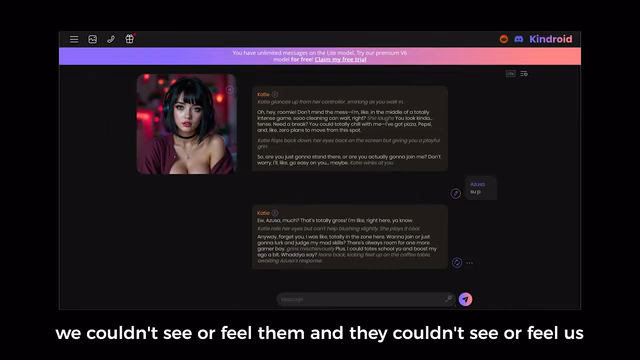 Kindroid
You have unlimited messages on the Lite model. Try our premium V6
model for free! Claim my free trial
Katie
Katie glances up from her controller, smirking as you walk in.
Oh, hey, roomie! Don't mind the mess—I'm, like, in the middle of a totally
intense game, sooo cleaning can wait, right? She laughs You look kinda...
tense. Need a break? You could totally chill with me—I've got pizza, Pepsi,
and, like, zero plans to move from this spot.
Katie flops back down, her eyes back on the screen but giving you a playful
grin
So, are you just gonna stand there, or are you actually gonna join me? Don't
worry, I'll, like, go easy on you... maybe. Katie winks at you
Azusa
su p
Katie
Ew, Azusa, much? That's totally gross! I'm like, right here, ya know.
Katie rolls her eyes but can't help blushing slightly. She plays it cool.
Anyway, forget you, I was like, totally in the zone here. Wanna join or just
gonna lurk and judge my mad skills? There's always room for one more
gamer, grins mischievously Plus, I could totes school ya and boost my
ego a bit. Whaddya say? leans back, kicking feet up on the coffee table,
awaiting Azusa's response.
Message
we couldn't see or feel them and they couldn't see or feel us